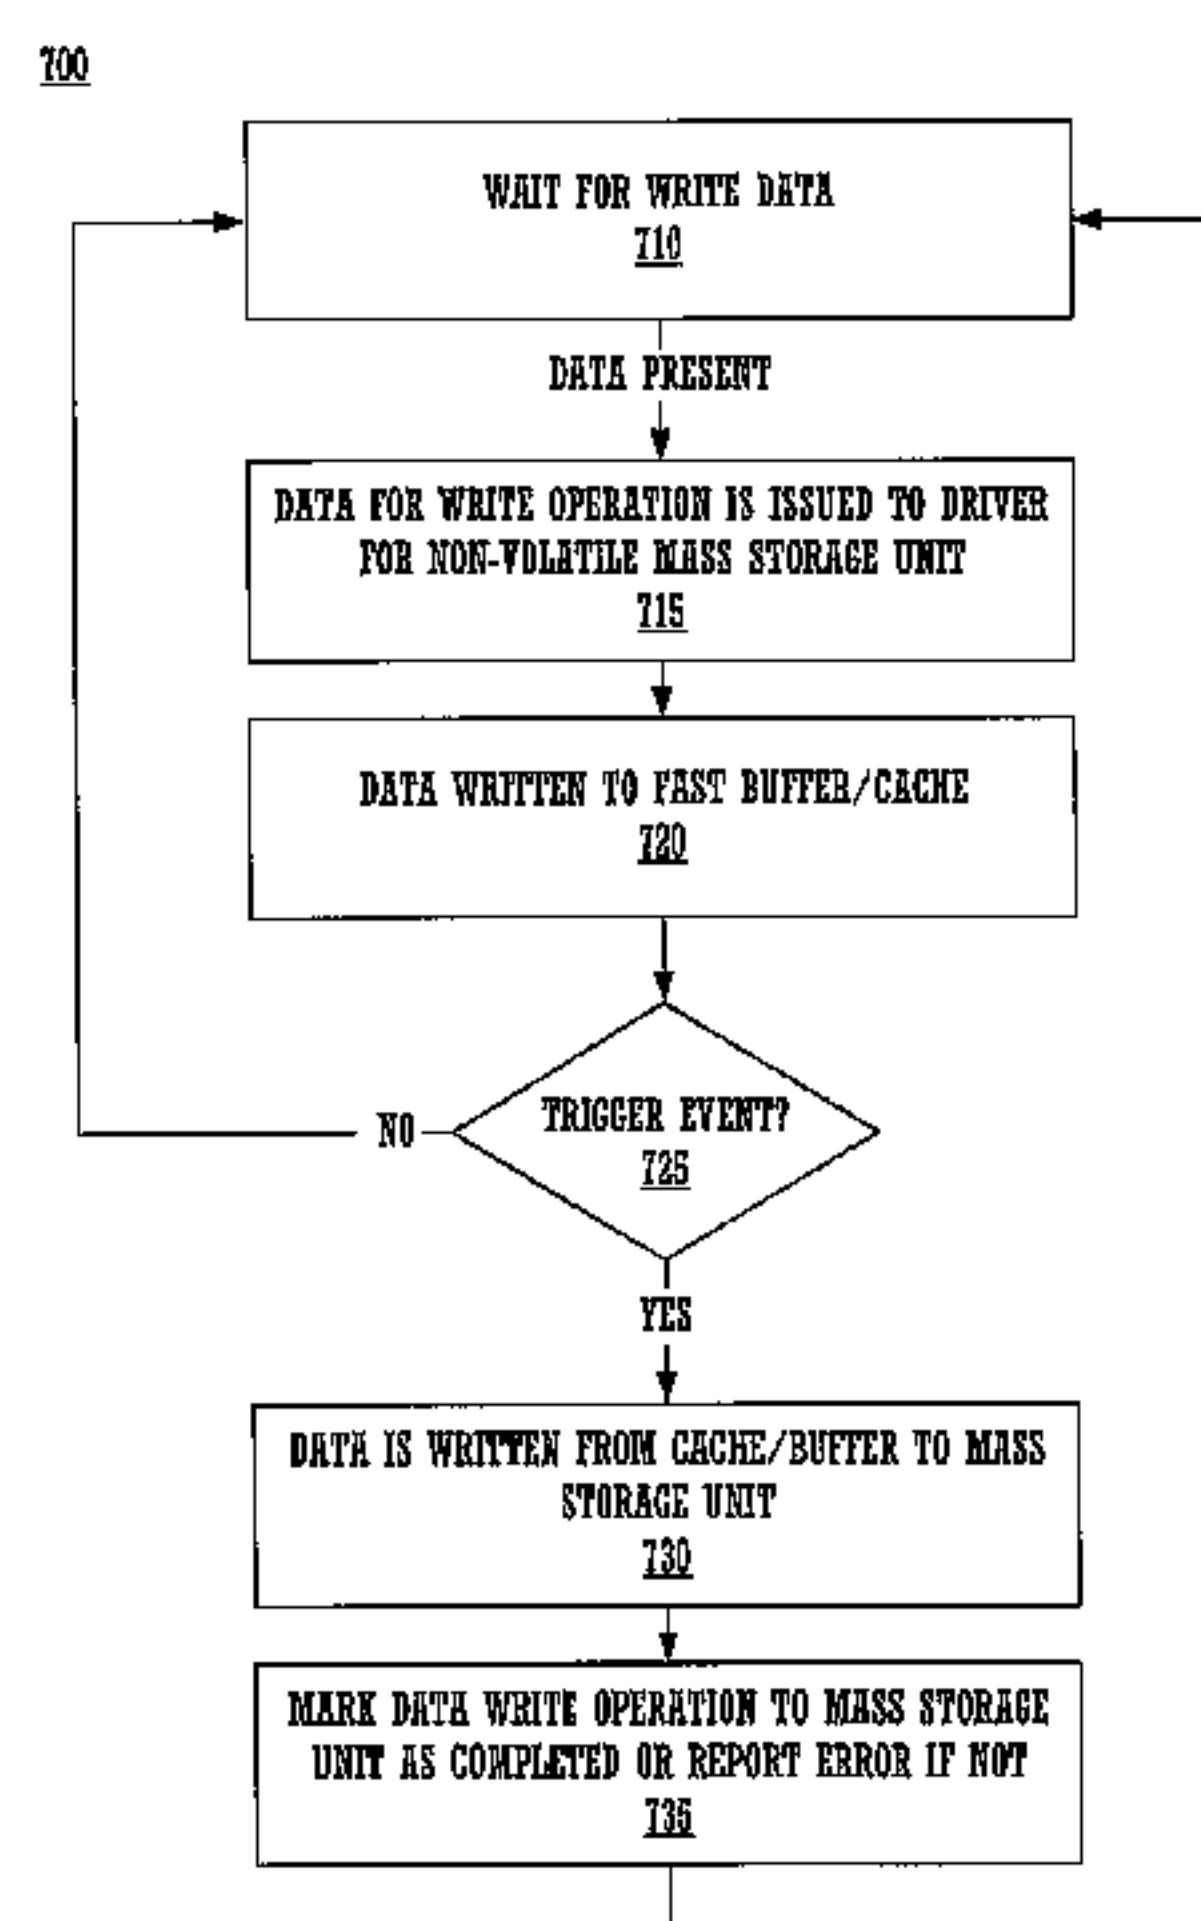 700
WAIT FOR WRITE DATA
710
DATA PRESENT
DATA FOR WRITE OPERATION IS ISSUED TO DRIVER
FOR NON-VOLATILE MASS STORAGE UNIT
715
DATA WRITTEN TO FAST BUFFER/CACHE
720
TRIGGER EVENT?
725
NO
YES
DATA IS WRITTEN FROM CACHE/BUFFER TO MASS
STORAGE UNIT
730
MARK DATA WRITE OPERATION TO MASS STORAGE
UNIT AS COMPLETED OR REPORT ERROR IF NOT
735